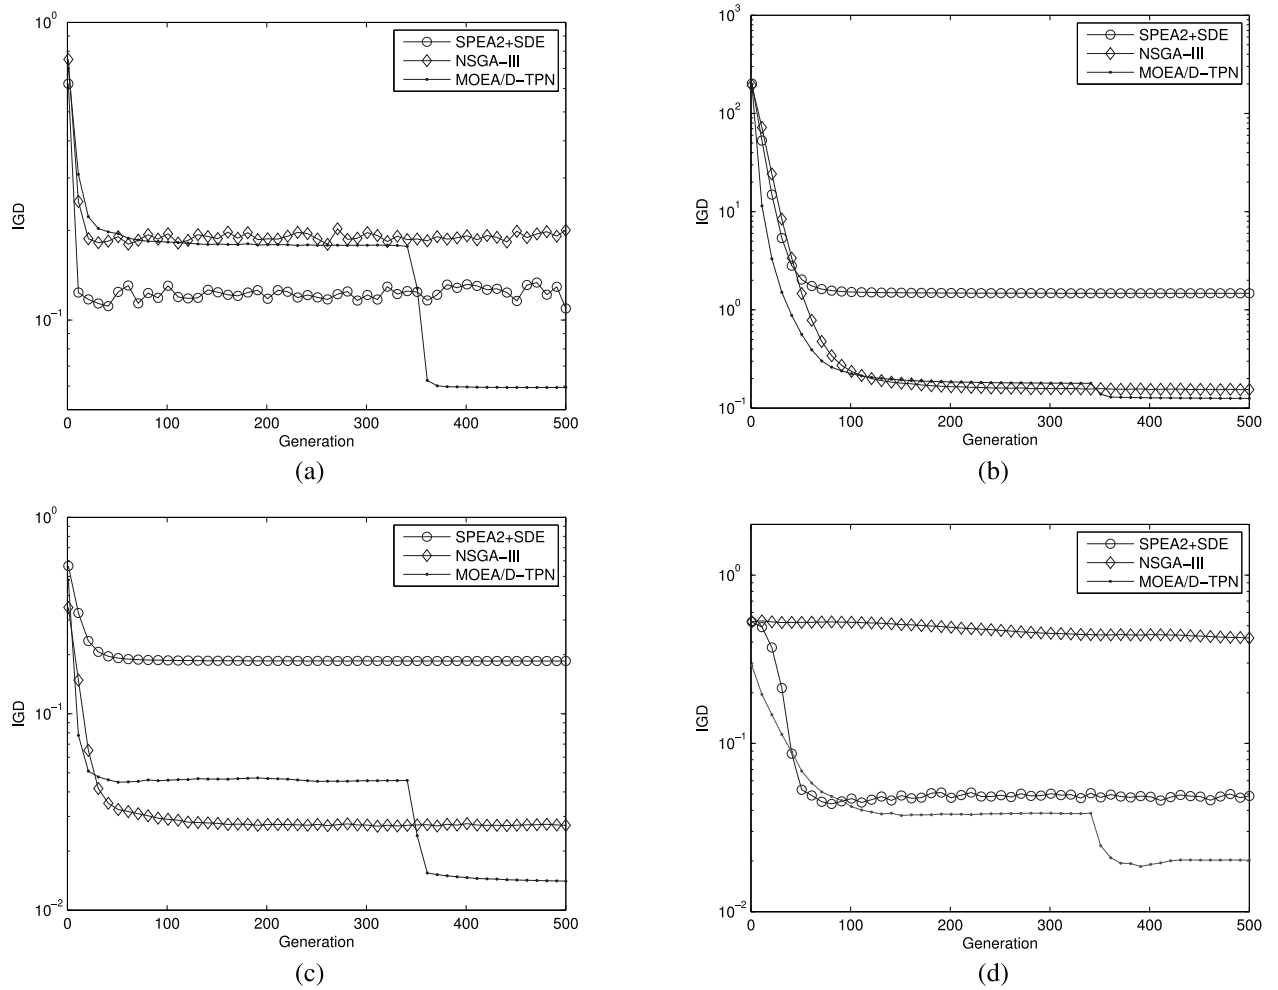 10^0
10^-1
IGD
0 100 200 300 400 500
Generation
SPEA2+SDE
NSGA-III
MOEA/D-TPN
(a)
10^3
10^2
10^1
10^0
10^-1
IGD
0 100 200 300 400 500
Generation
SPEA2+SDE
NSGA-III
MOEA/D-TPN
(b)
10^0
10^-1
10^-2
IGD
0 100 200 300 400 500
Generation
SPEA2+SDE
NSGA-III
MOEA/D-TPN
(c)
10^0
10^-1
10^-2
IGD
0 100 200 300 400 500
Generation
SPEA2+SDE
NSGA-III
MOEA/D-TPN
(d)